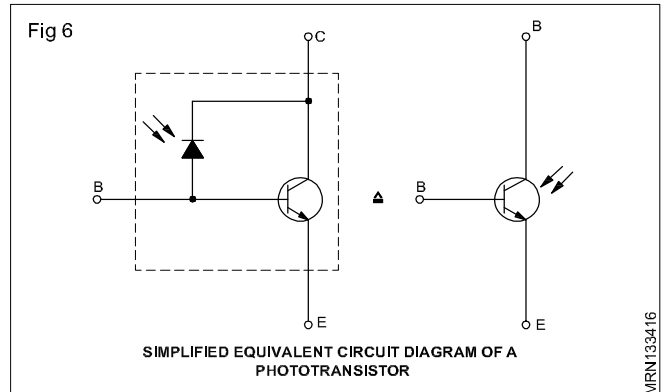 Fig 6
C
B
B
B
E
E
SIMPLIFIED EQUIVALENT CIRCUIT DIAGRAM OF A
PHOTOTRANSISTOR
MRN133416